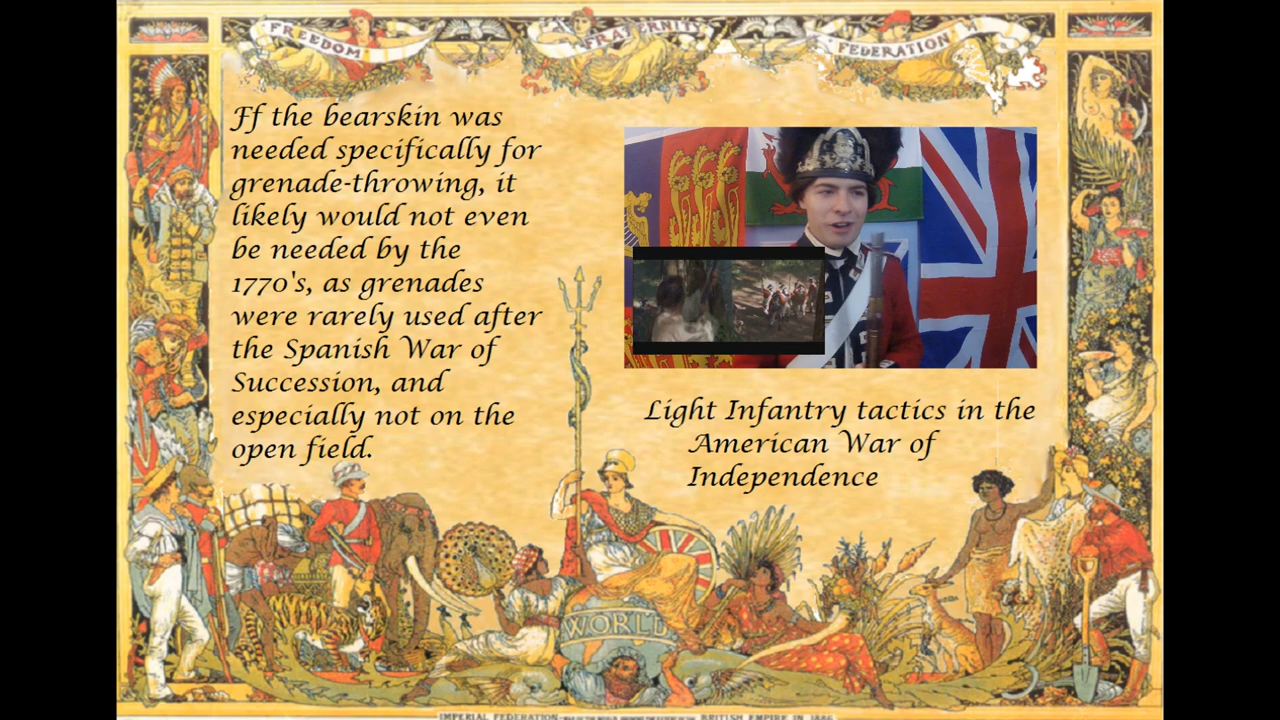 FREEDOM
FRATERNITY
FEDERATION
Ff the bearskin was
needed specifically for
grenade-throwing, it
likely would not even
be needed by the
1770's, as grenades
were rarely used after
the Spanish War of
Succession, and
especially not on the
open field.
Light Infantry tactics in the
American War of
Independence
WORLD
IMPERIAL FEDERATION
BRITISH EMPIRE IN 1886